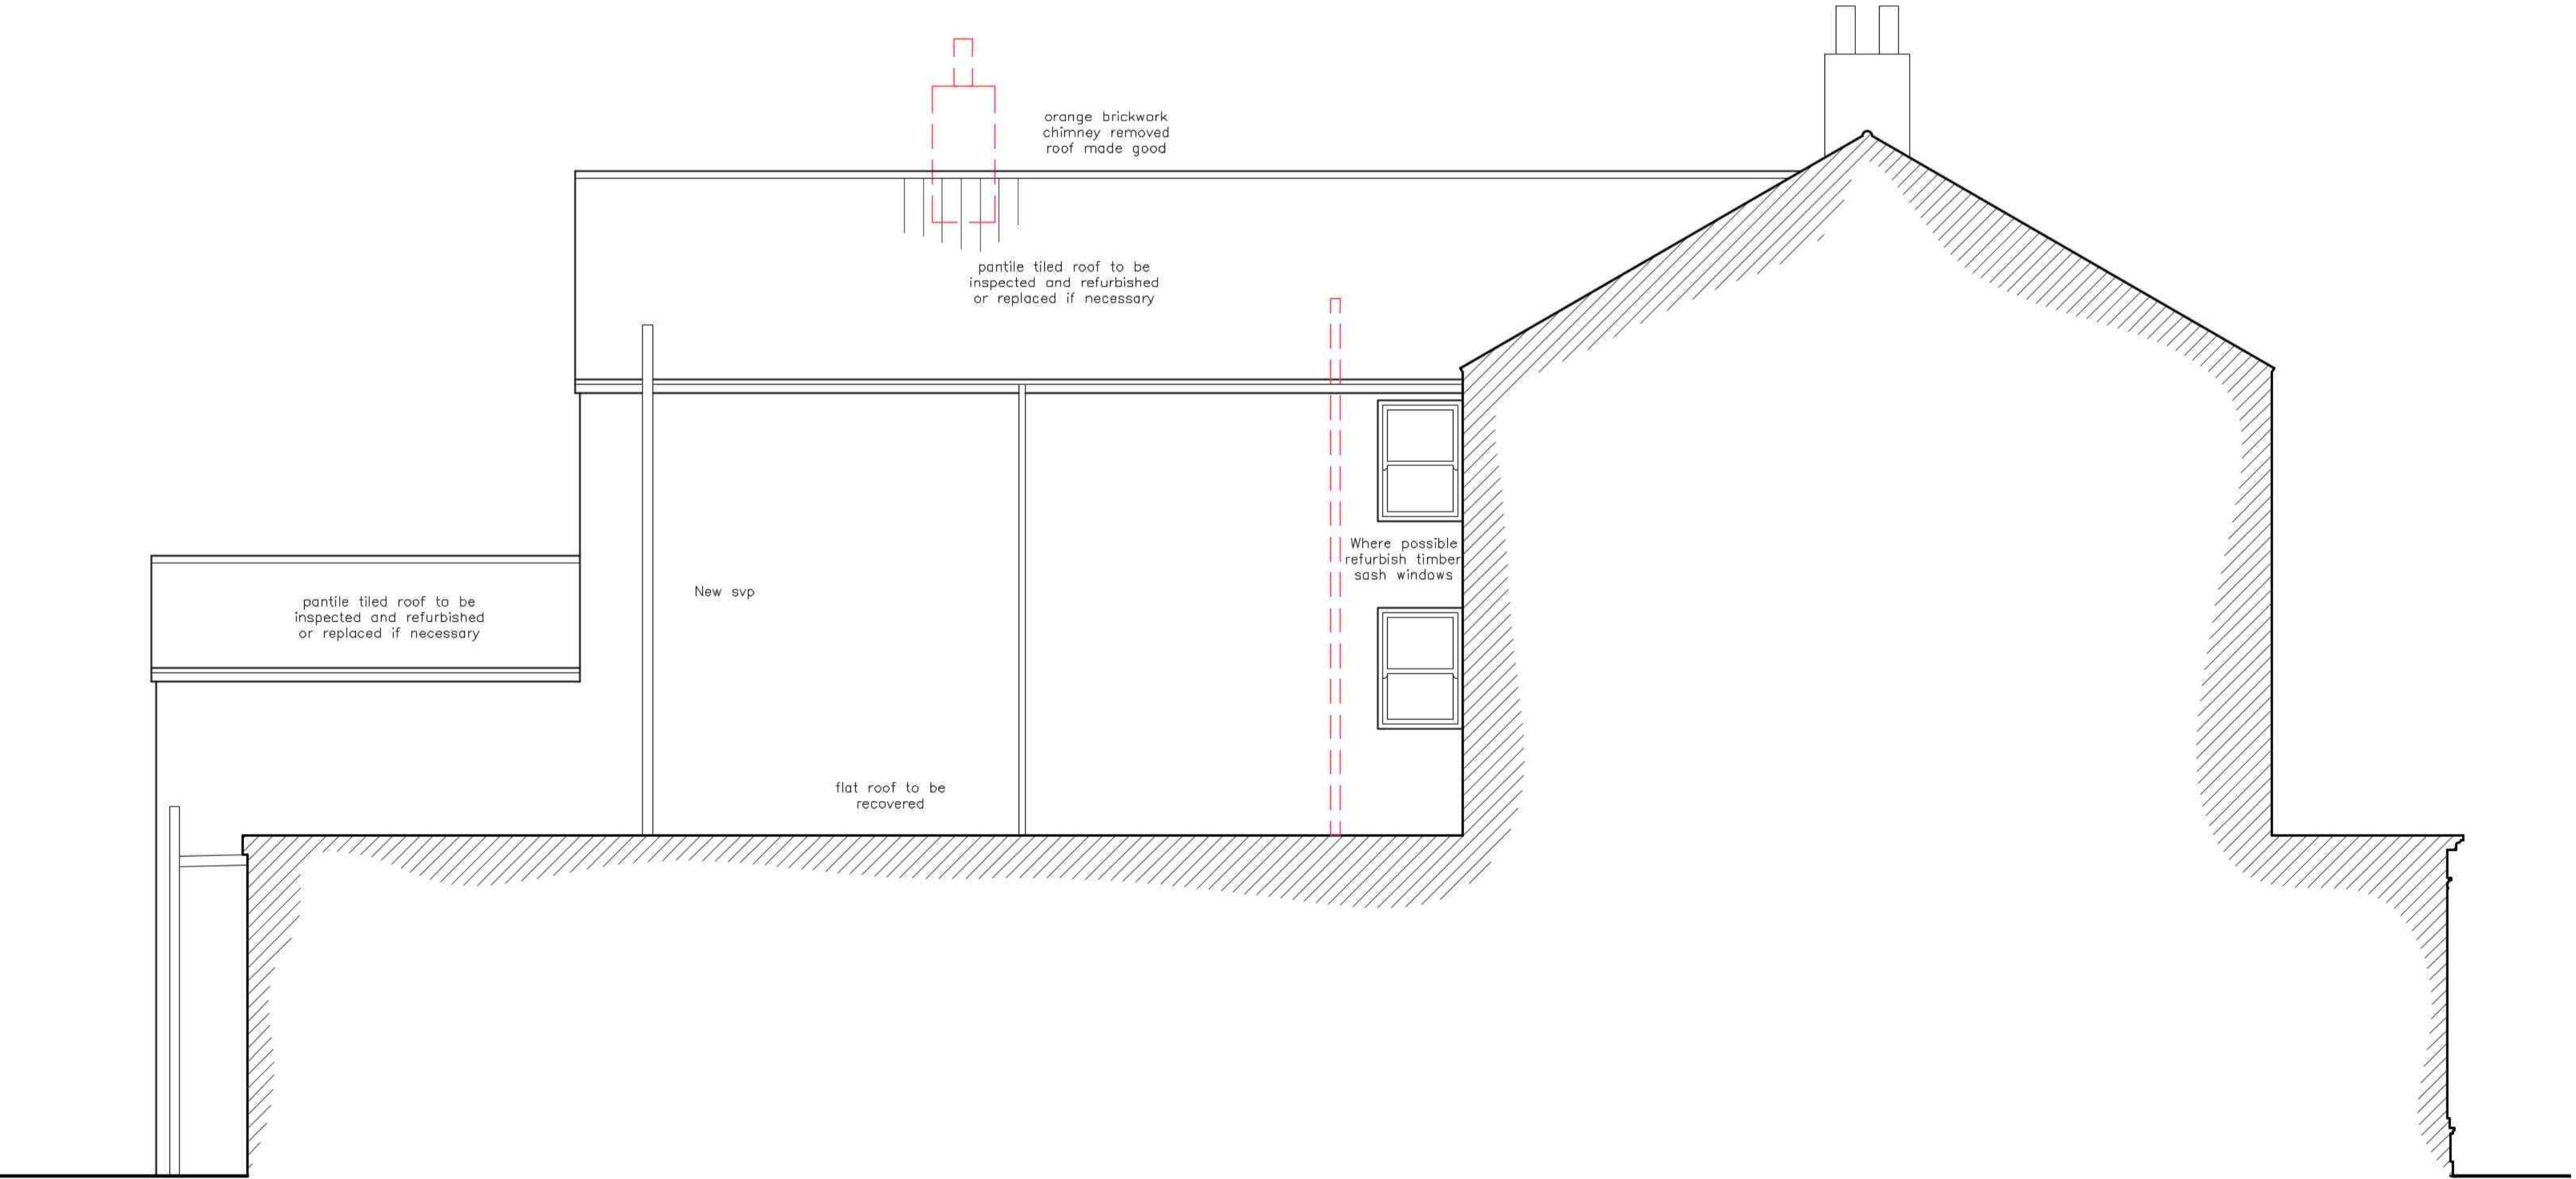 orange brickwork
chimney removed
roof made good
pantile tiled roof to be
inspected and refurbished
or replaced if necessary
Where possible
refurbish timber
sash windows
New svp
pantile tiled roof to be
inspected and refurbished
or replaced if necessary
flat roof to be
recovered